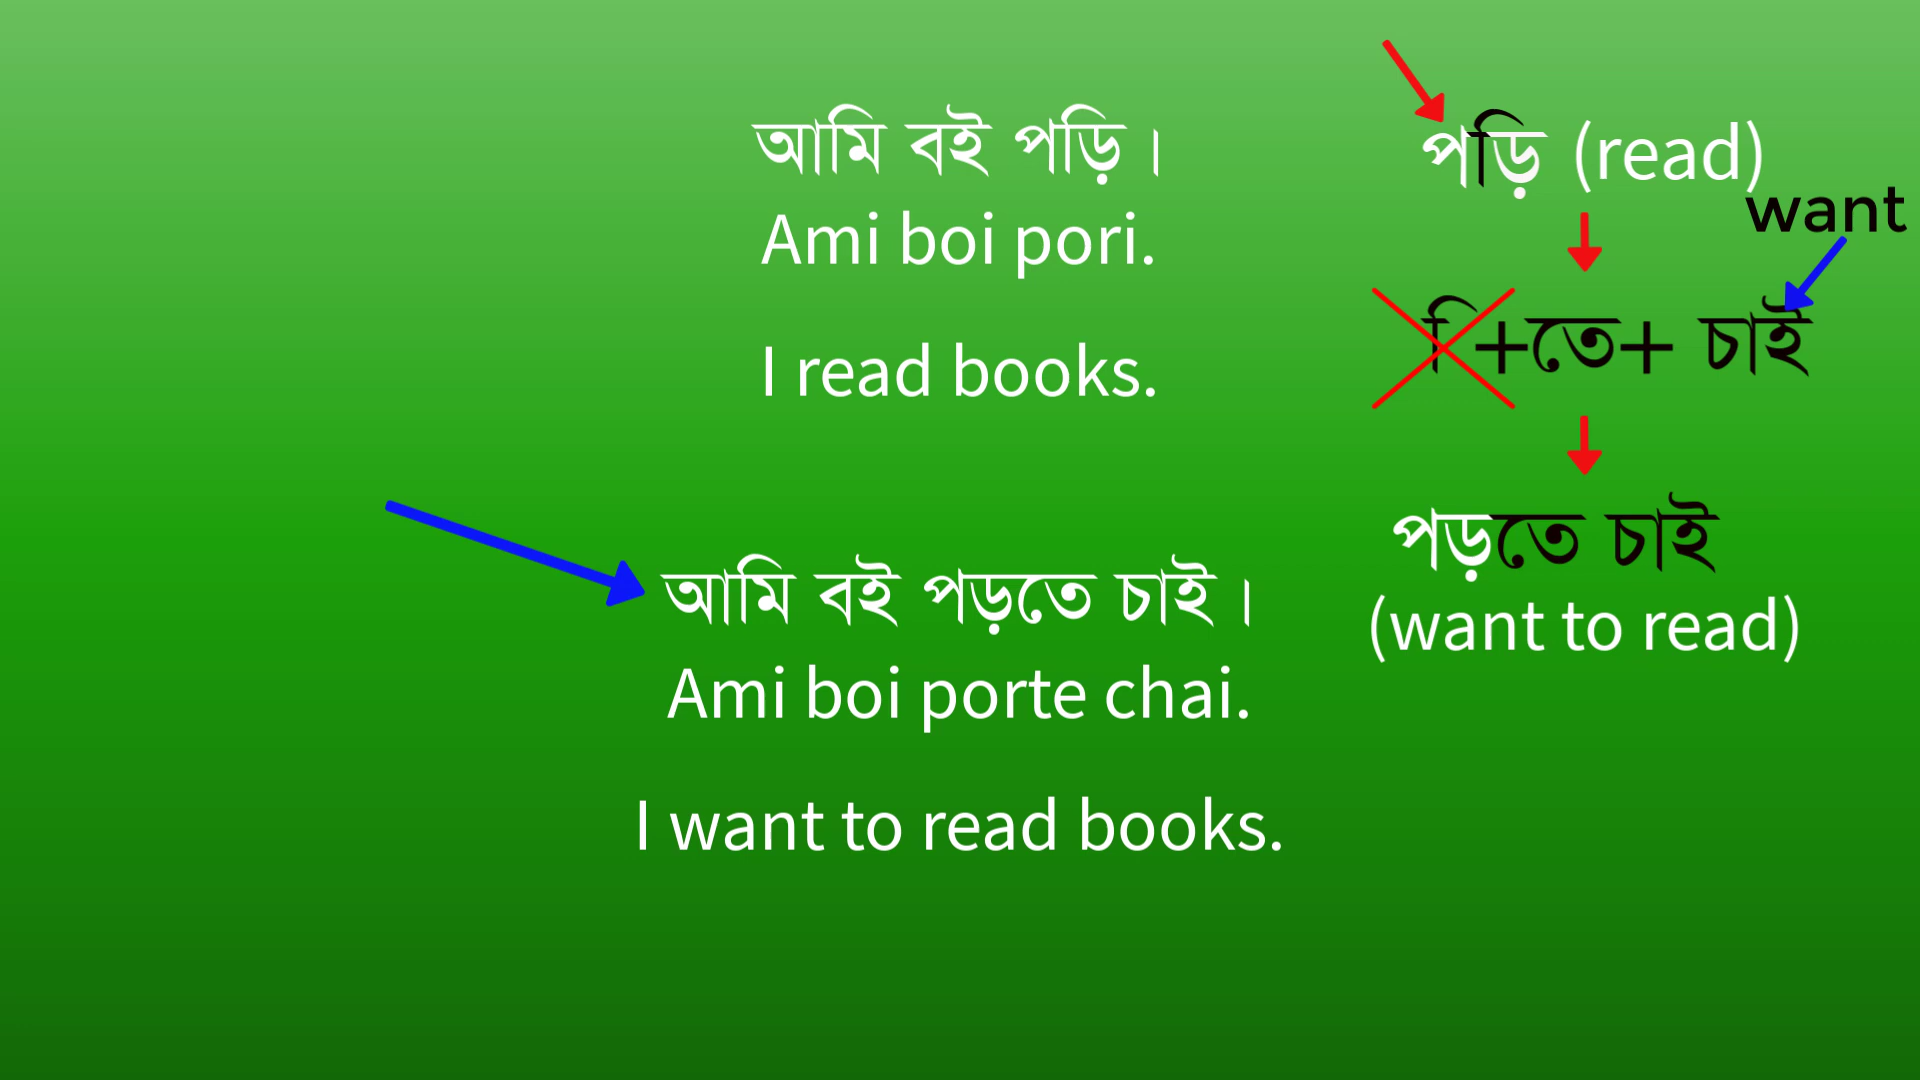 আমি বই পড়ি।
Ami boi pori.
I read books.
আমি বই পড়তে চাই।
Ami boi porte chai.
I want to read books.
পড়ি (read)
want
ি+তে+ চাই
পড়তে চাই
(want to read)